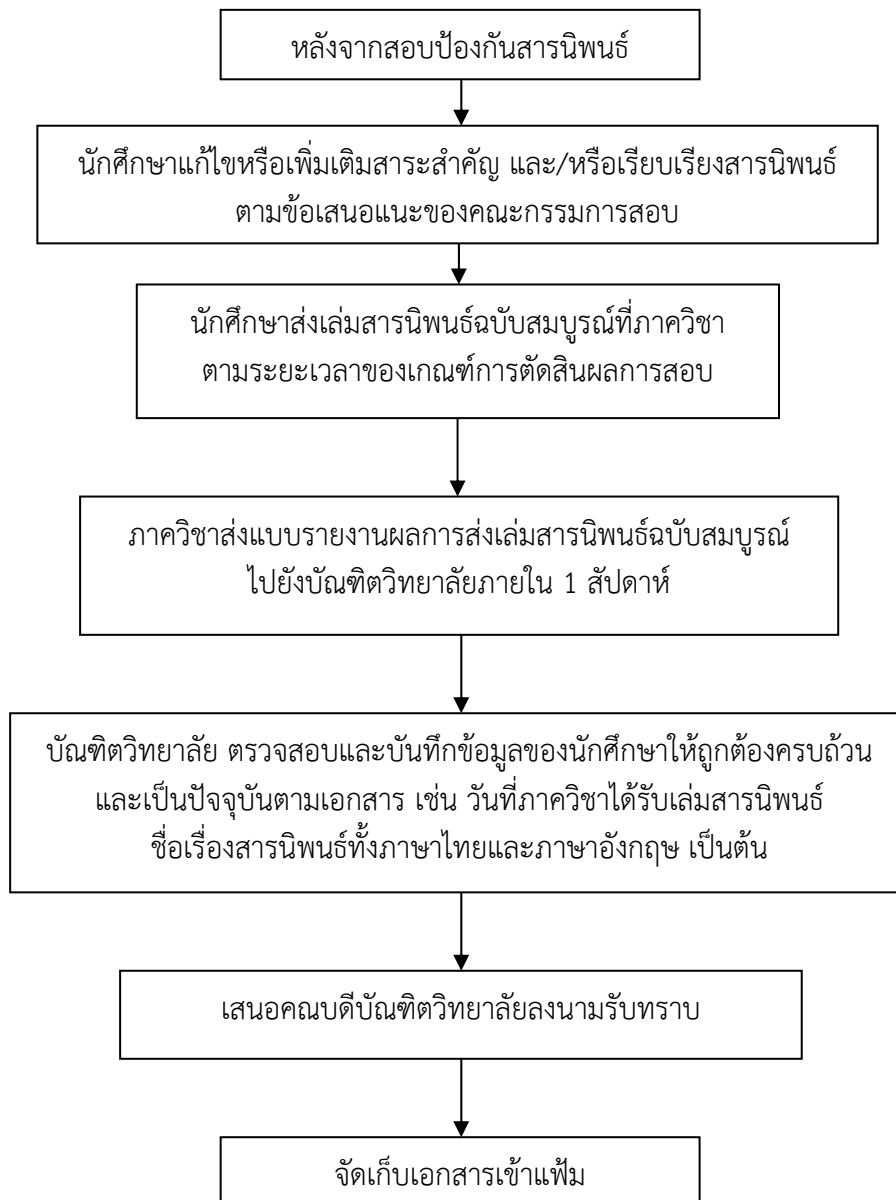 หลังจากสอบป้องกันสารนิพนธ์
นักศึกษาแก้ไขหรือเพิ่มเติมสาระสำคัญ และ/หรือเรียบเรียงสารนิพนธ์
ตามข้อเสนอแนะของคณะกรรมการสอบ
นักศึกษาส่งเล่มสารนิพนธ์ฉบับสมบูรณ์ที่ภาควิชา
ตามระยะเวลาของเกณฑ์การตัดสินผลการสอบ
ภาควิชาส่งแบบรายงานผลการส่งเล่มสารนิพนธ์ฉบับสมบูรณ์
ไปยังบัณฑิตวิทยาลัยภายใน 1 สัปดาห์
บัณฑิตวิทยาลัย ตรวจสอบและบันทึกข้อมูลของนักศึกษาให้ถูกต้องครบถ้วน
และเป็นปัจจุบันตามเอกสาร เช่น วันที่ภาควิชาได้รับเล่มสารนิพนธ์
ชื่อเรื่องสารนิพนธ์ทั้งภาษาไทยและภาษาอังกฤษ เป็นต้น
เสนอคณบดีบัณฑิตวิทยาลัยลงนามรับทราบ
จัดเก็บเอกสารเข้าแฟ้ม